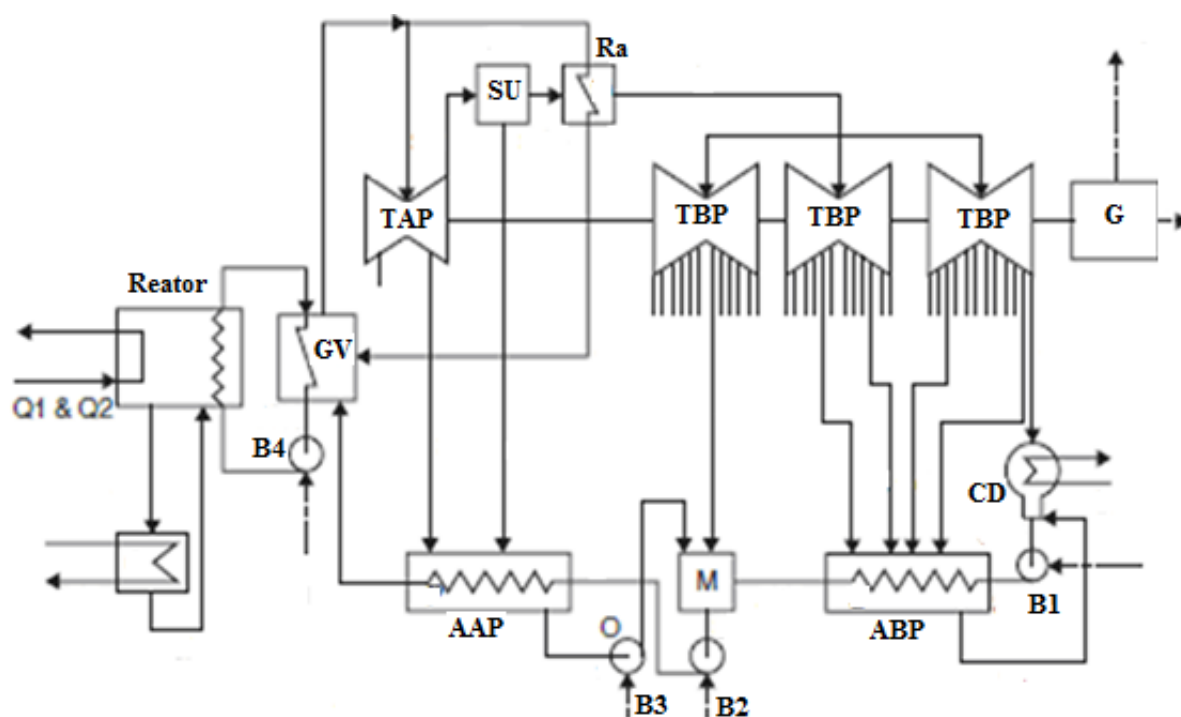 Ra
SU
TAP
TBP
TBP
TBP
G
Reator
GV
Q1 & Q2
B4
CD
M
O
B1
AAP
ABP
B3
B2